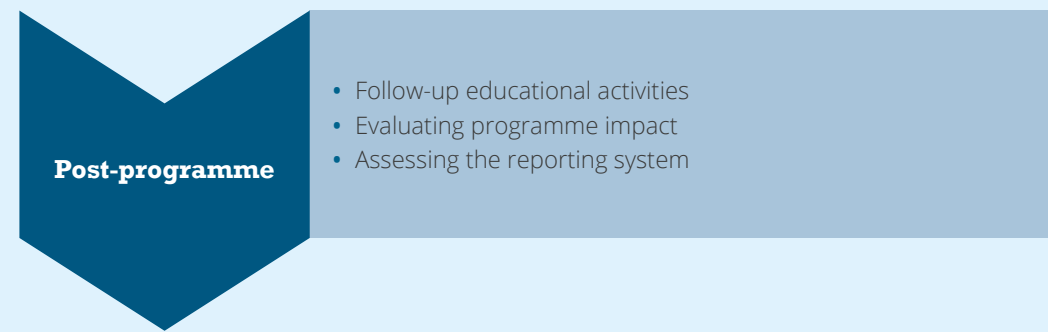 Post-programme
• Follow-up educational activities
• Evaluating programme impact
• Assessing the reporting system